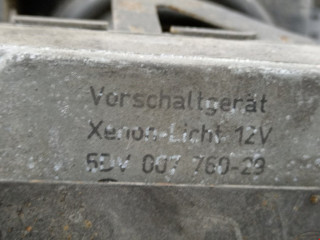 Vorschaltgerät
Xenon-Licht 12V
5DV 007 760-29